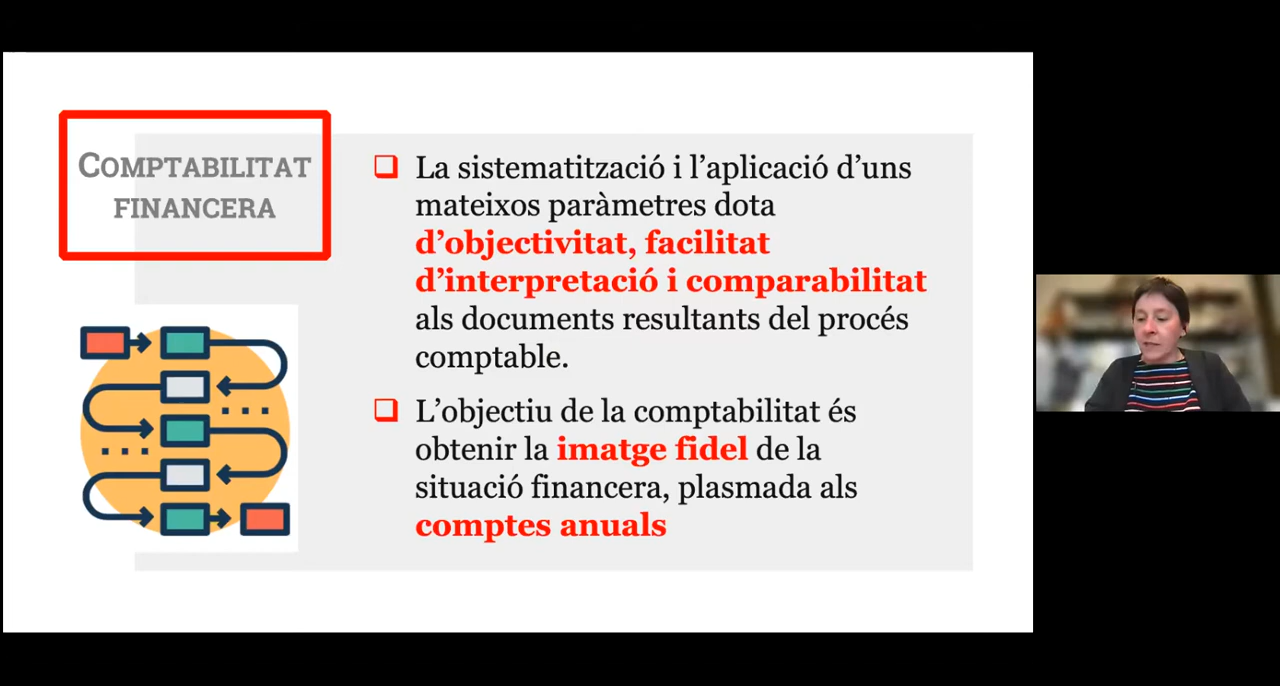 COMPTABILITAT
FINANCERA
La sistematització i l’aplicació d’uns
mateixos paràmetres dota
d’objectivitat, facilitat
d’interpretació i comparabilitat
als documents resultants del procés
comptable.
L’objectiu de la comptabilitat és
obtenir la imatge fidel de la
situació financera, plasmada als
comptes anuals